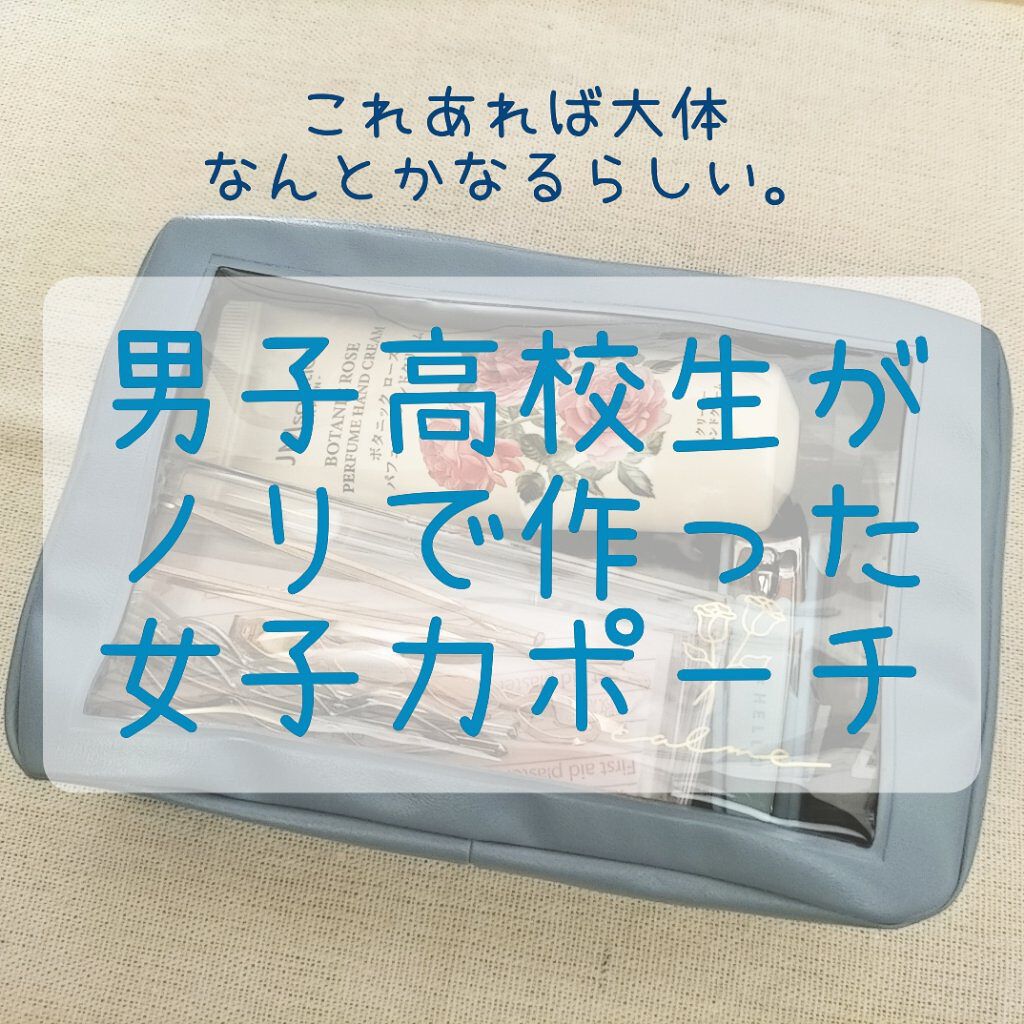 これあれば大体
なんとかなるらしい。
男子高校生が
ノリで作った
女子力ポーチ
BOTANIC ROSE
PERFUME HAND CREAM
ボタニック ローズ
calme
First aid plaster